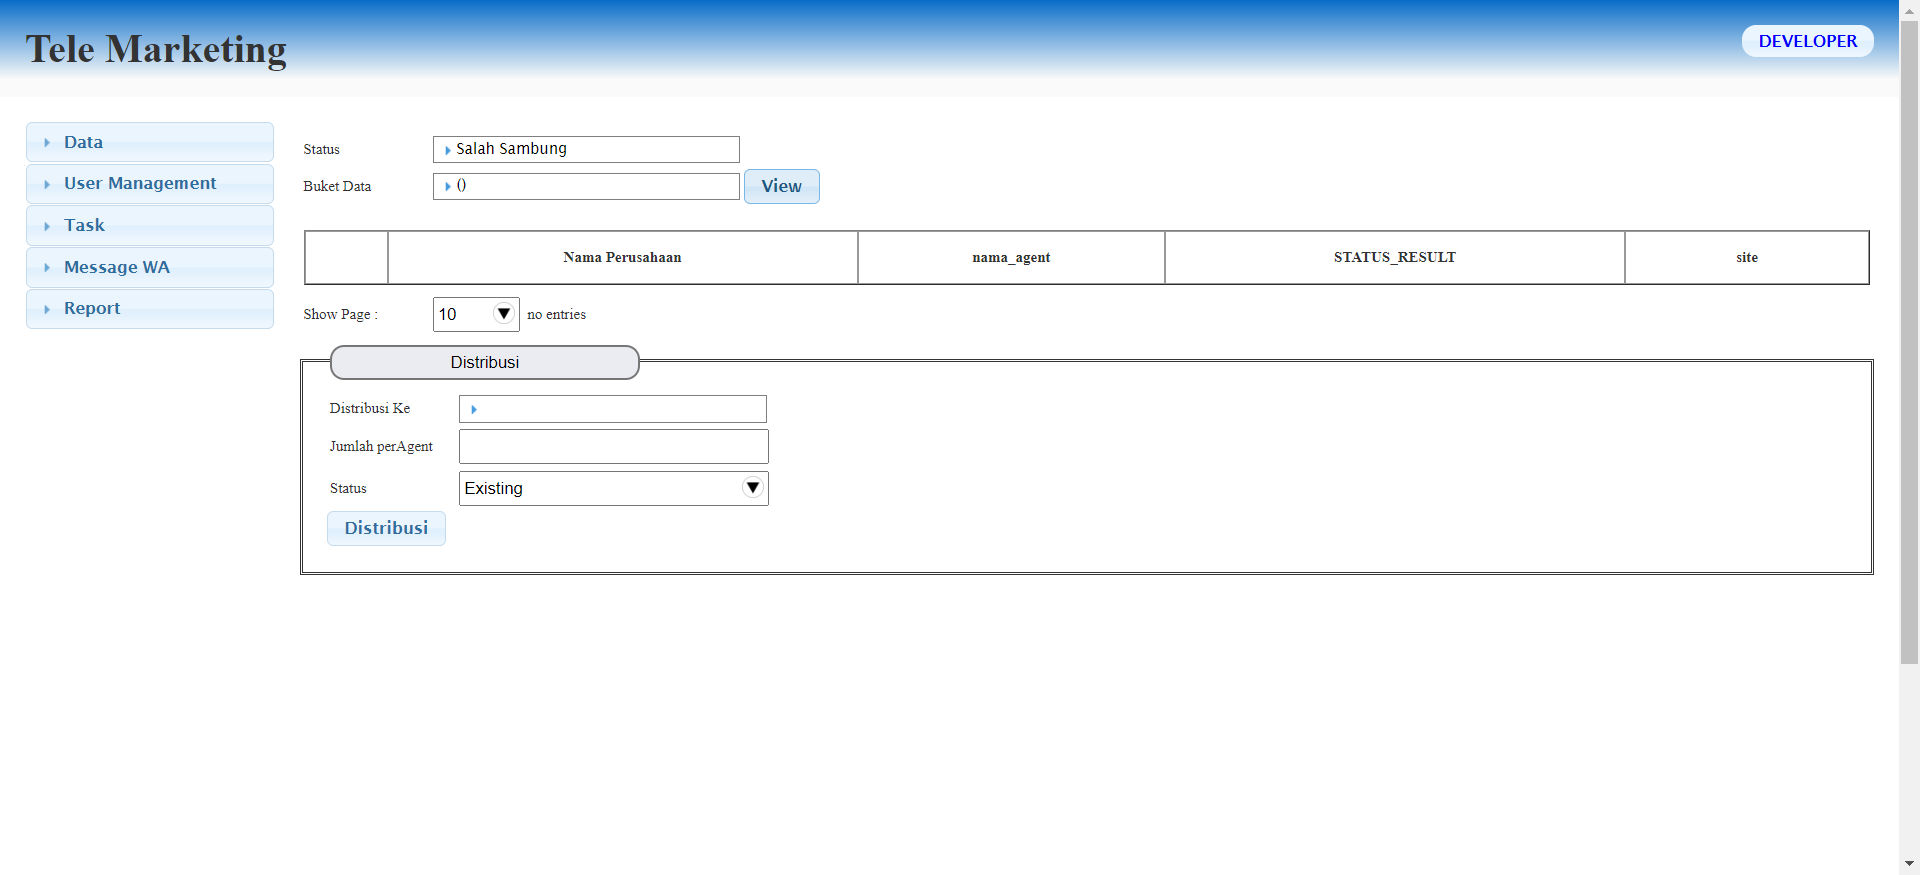 Tele Marketing
DEVELOPER
Data
User Management
Task
Message WA
Report
Status
Salah Sambung
Buket Data
()
View
Nama Perusahaan nama_agent STATUS_RESULT site
Show Page :
10
no entries
Distribusi
Distribusi Ke
Jumlah perAgent
Status
Existing
Distribusi